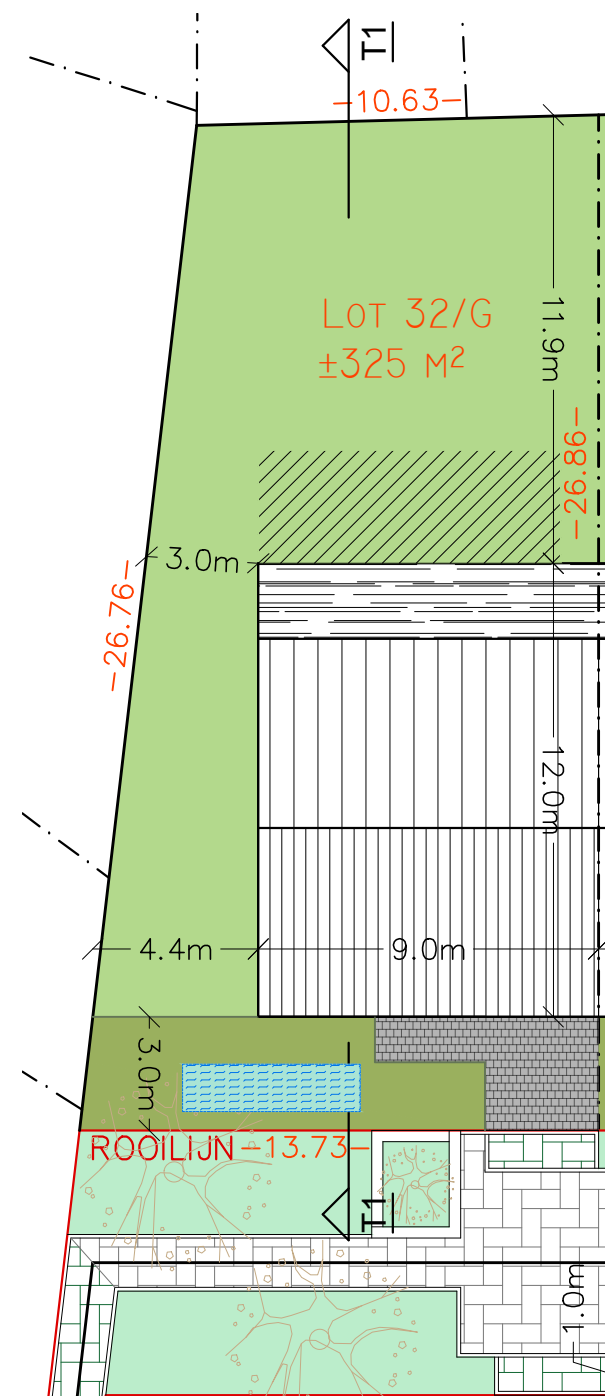 T1
-10.63-
LOT 32/G
±325 M²
11.9m
-26.86-
3.0m
-26.76-
12.0m
4.4m
9.0m
3.0m
ROOILIJN -13.73-
T1
1.0m